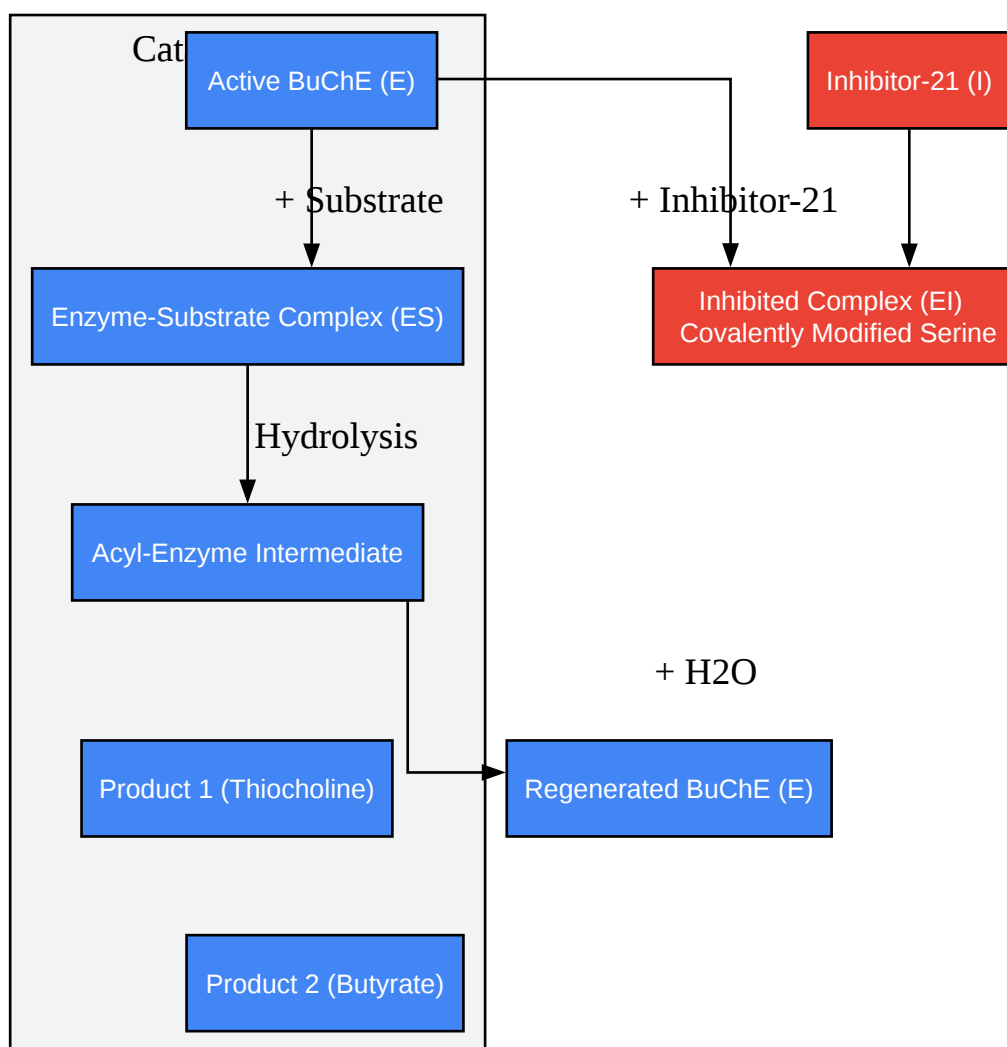 Cat
Active BuChE (E)
Inhibitor-21 (I)
+ Substrate
+ Inhibitor-21
Enzyme-Substrate Complex (ES)
Inhibited Complex (EI)
Covalently Modified Serine
Hydrolysis
Acyl-Enzyme Intermediate
+ H2O
Product 1 (Thiocholine)
Regenerated BuChE (E)
Product 2 (Butyrate)